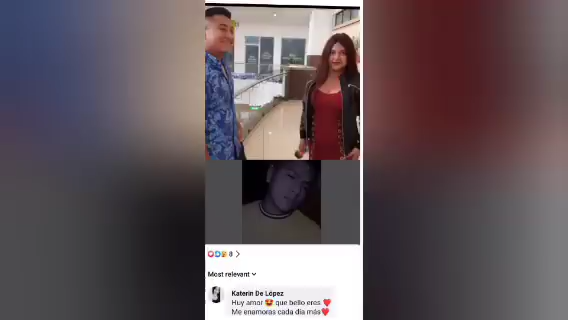 8
Most relevant
Katerin De López
Huy amor 😍 que bello eres ❤️
Me enamoras cada día más❤️